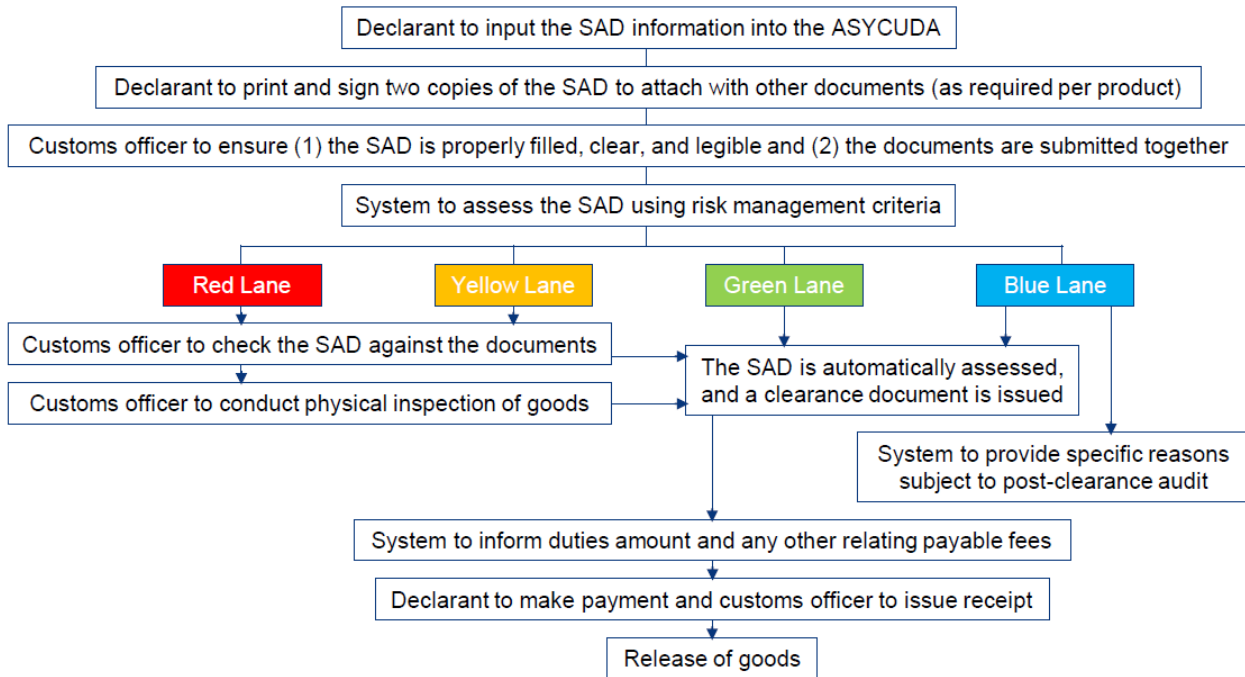 Declarant to input the SAD information into the ASYCUDA
Declarant to print and sign two copies of the SAD to attach with other documents (as required per product)
Customs officer to ensure (1) the SAD is properly filled, clear, and legible and (2) the documents are submitted together
System to assess the SAD using risk management criteria
Red Lane
Yellow Lane
Green Lane
Blue Lane
Customs officer to check the SAD against the documents
Customs officer to conduct physical inspection of goods
The SAD is automatically assessed,
and a clearance document is issued
System to provide specific reasons
subject to post-clearance audit
System to inform duties amount and any other relating payable fees
Declarant to make payment and customs officer to issue receipt
Release of goods